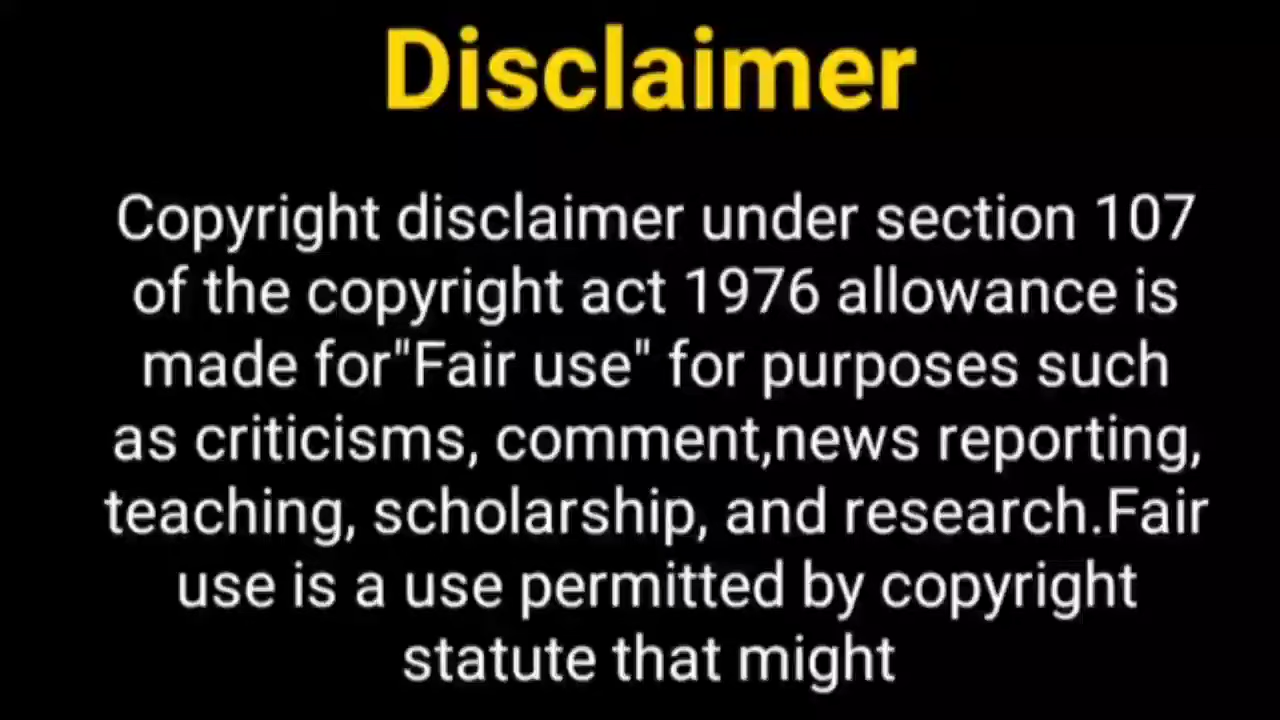 Disclaimer
Copyright disclaimer under section 107
of the copyright act 1976 allowance is
made for"Fair use" for purposes such
as criticisms, comment,news reporting,
teaching, scholarship, and research.Fair
use is a use permitted by copyright
statute that might